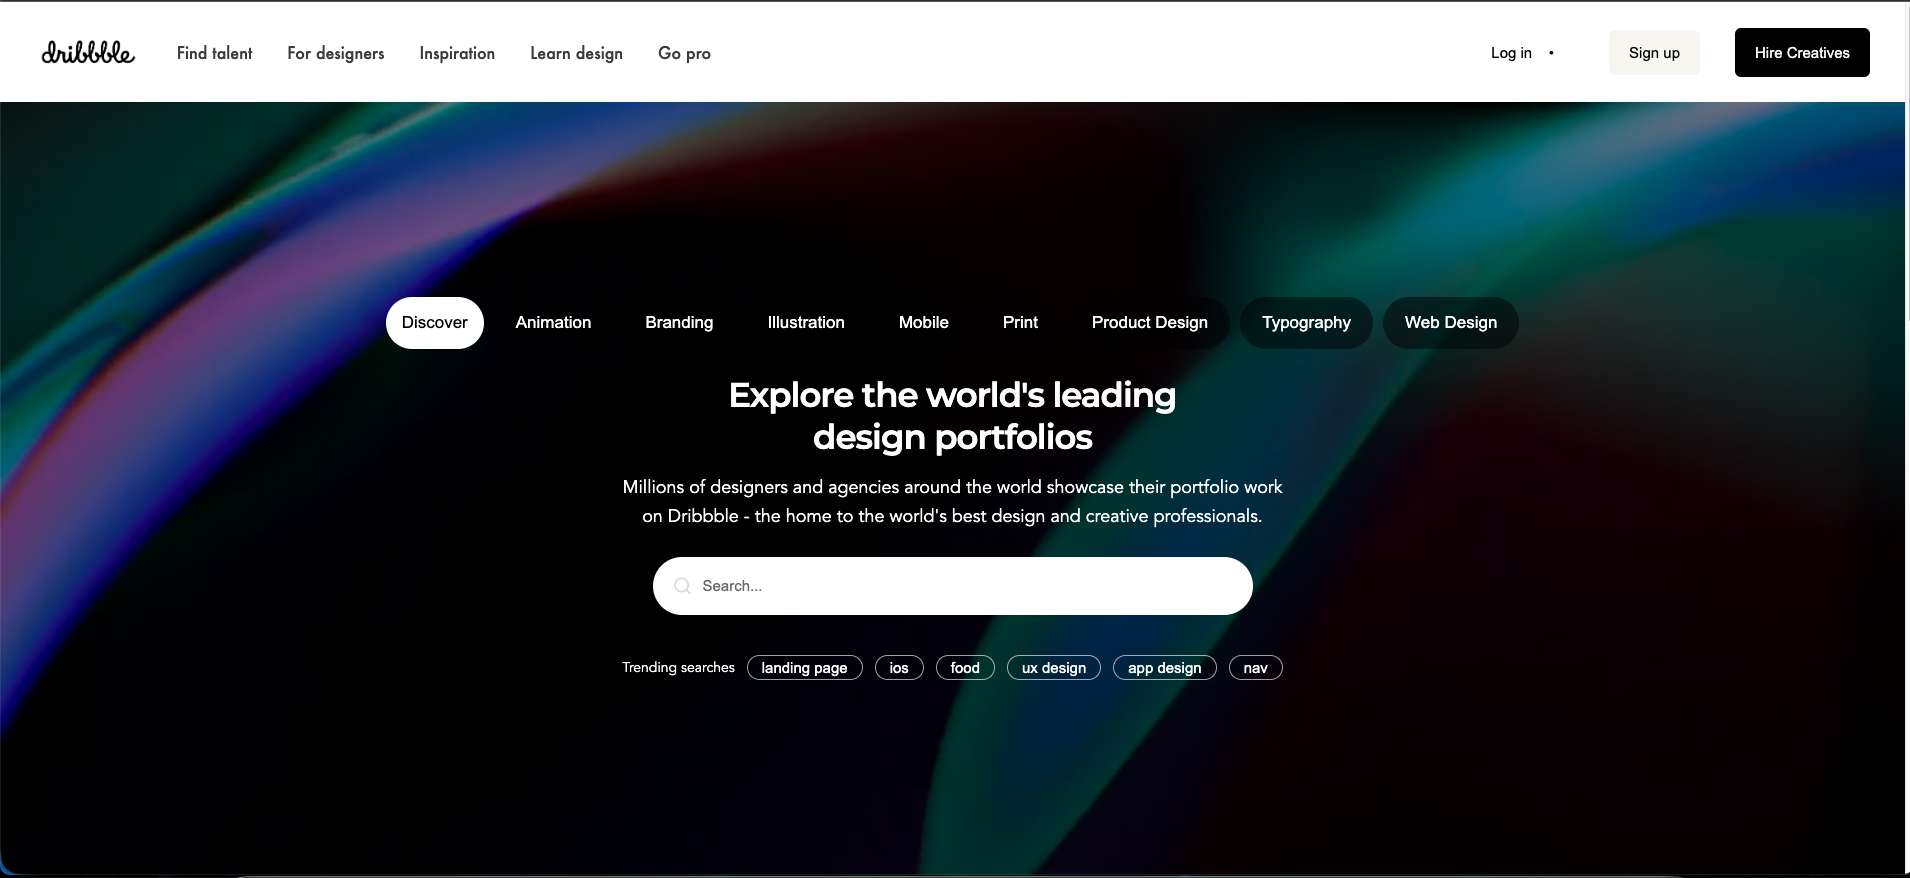 dribbble Find talent For designers Inspiration Learn design Go pro Log in • Sign up Hire Creatives
Discover Animation Branding Illustration Mobile Print Product Design Typography Web Design
Explore the world's leading
design portfolios
Millions of designers and agencies around the world showcase their portfolio work
on Dribbble - the home to the world's best design and creative professionals.
Search...
Trending searches landing page ios food ux design app design nav